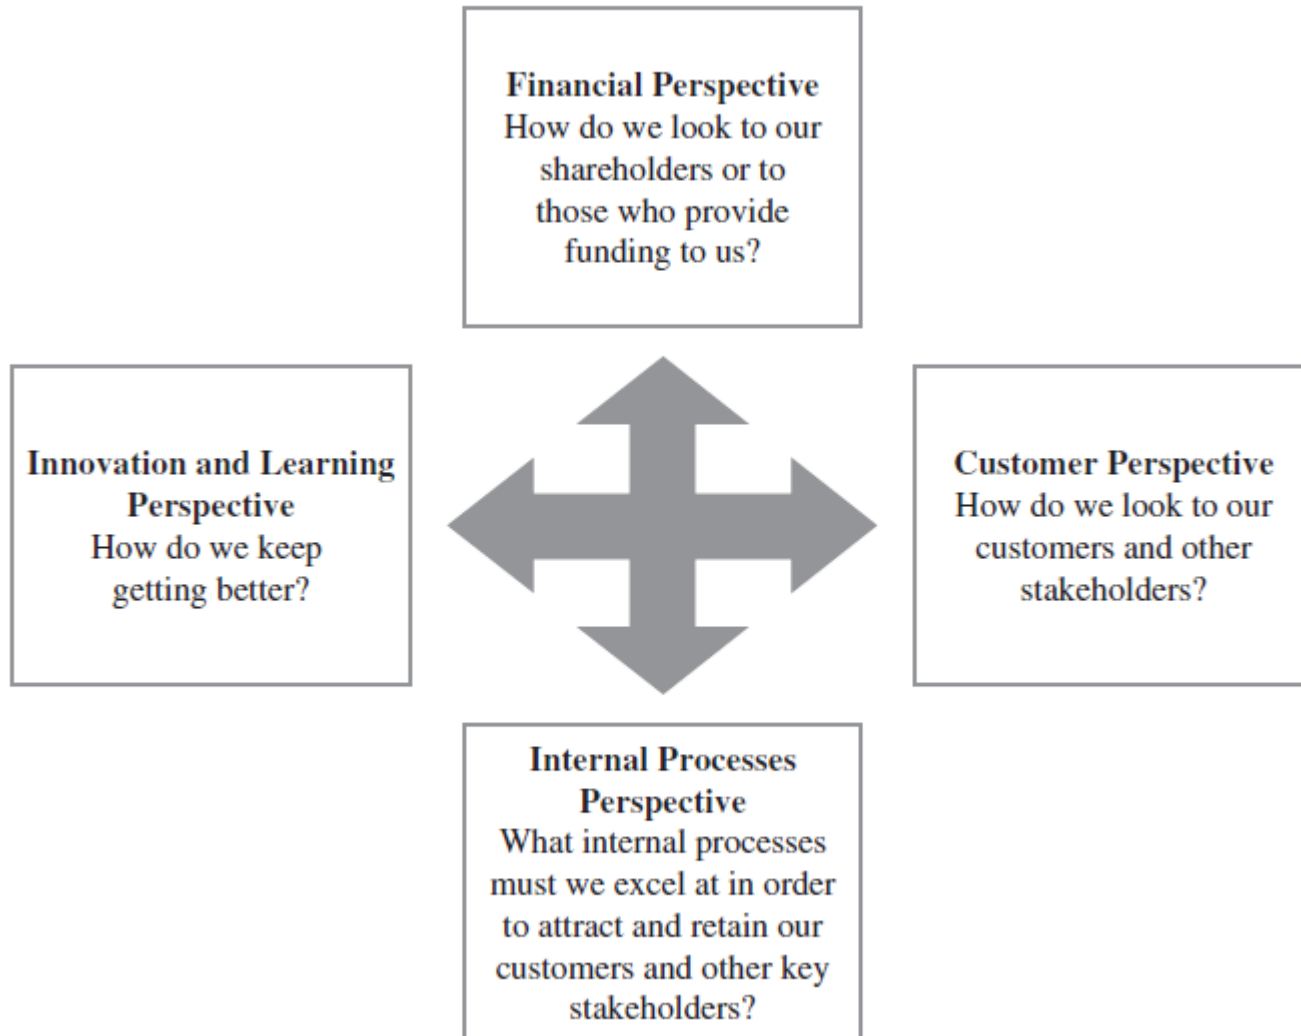 Financial Perspective
How do we look to our
shareholders or to
those who provide
funding to us?
Innovation and Learning
Perspective
How do we keep
getting better?
Customer Perspective
How do we look to our
customers and other
stakeholders?
Internal Processes
Perspective
What internal processes
must we excel at in order
to attract and retain our
customers and other key
stakeholders?